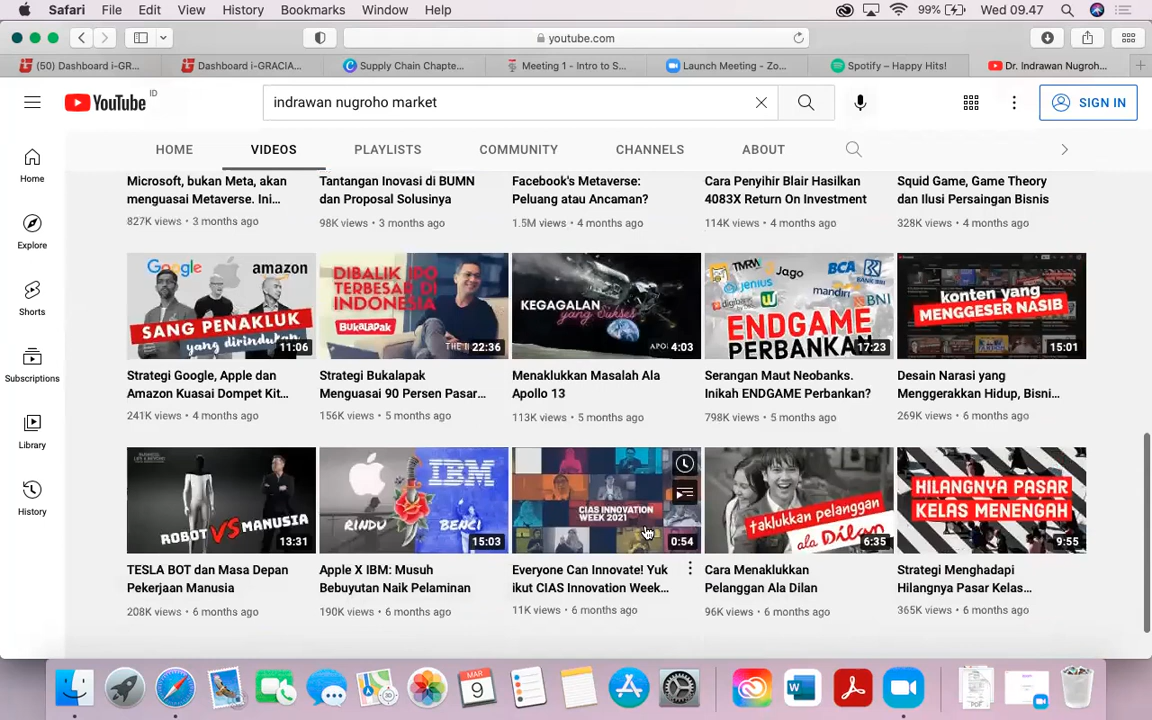 Safari File Edit View History Bookmarks Window Help 99% Wed 09.47
youtube.com
(50) Dashboard i-GR... Dashboard i-GRACIA... Supply Chain Chapte... Meeting 1 - Intro to S... Launch Meeting - Zo... Spotify – Happy Hits! Dr. Indrawan Nugroh...
YouTube ID indrawan nugroho market SIGN IN
HOME VIDEOS PLAYLISTS COMMUNITY CHANNELS ABOUT
Home
Explore
Shorts
Subscriptions
Library
History
Microsoft, bukan Meta, akan
menguasai Metaverse. Ini...
827K views • 3 months ago
Tantangan Inovasi di BUMN
dan Proposal Solusinya
98K views • 3 months ago
Facebook's Metaverse:
Peluang atau Ancaman?
1.5M views • 4 months ago
Cara Penyihir Blair Hasilkan
4083X Return On Investment
114K views • 4 months ago
Squid Game, Game Theory
dan Ilusi Persaingan Bisnis
328K views • 4 months ago
Google amazon
SANG PENAKLUK
yang dirindukan
11:06
Strategi Google, Apple dan
Amazon Kuasai Dompet Kit...
241K views • 4 months ago
DIBALIK IPO
TERBESAR DI
INDONESIA
BukaLapak
22:36
Strategi Bukalapak
Menguasai 90 Persen Pasar...
156K views • 5 months ago
KEGAGALAN
yang Sukses
4:03
Menaklukkan Masalah Ala
Apollo 13
113K views • 5 months ago
TMRW Jago BCA
jenius BANK BRI
digibank mandiri BNI
ENDGAME
PERBANKAN
17:23
Serangan Maut Neobanks.
Inikah ENDGAME Perbankan?
798K views • 5 months ago
konten yang
MENGGESER NASIB
15:01
Desain Narasi yang
Menggerakkan Hidup, Bisni...
269K views • 6 months ago
ROBOT VS MANUSIA
13:31
TESLA BOT dan Masa Depan
Pekerjaan Manusia
208K views • 6 months ago
IBM
RINDU BENCI
15:03
Apple X IBM: Musuh
Bebuyutan Naik Pelaminan
190K views • 6 months ago
CIAS INNOVATION
WEEK 2021
0:54
Everyone Can Innovate! Yuk
ikut CIAS Innovation Week...
11K views • 6 months ago
taklukkan pelanggan
ala Dilan
6:35
Cara Menaklukkan
Pelanggan Ala Dilan
96K views • 6 months ago
HILANGNYA PASAR
KELAS MENENGAH
9:55
Strategi Menghadapi
Hilangnya Pasar Kelas...
365K views • 6 months ago
MAR
9
PDF